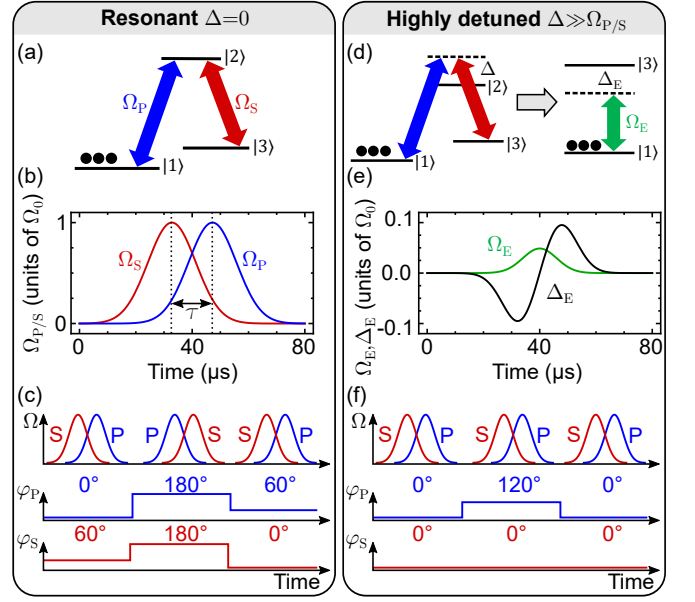 Resonant Δ=0
(a)
|2⟩
Ω_P
Ω_S
|3⟩
|1⟩
(b)
Ω_P/S (units of Ω_0)
1
0
Ω_S
Ω_P
τ
0
40
80
Time (μs)
(c)
Ω
S
P
P
S
S
P
φ_P
0°
180°
60°
φ_S
60°
180°
0°
Time
Highly detuned Δ≫Ω_P/S
(d)
Δ
|2⟩
|3⟩
|1⟩
|3⟩
Δ_E
Ω_E
|1⟩
(e)
Ω_E,Δ_E (units of Ω_0)
0.1
0.0
-0.1
Ω_E
Δ_E
0
40
80
Time (μs)
(f)
Ω
S
P
S
P
S
P
φ_P
0°
120°
0°
φ_S
0°
0°
0°
Time